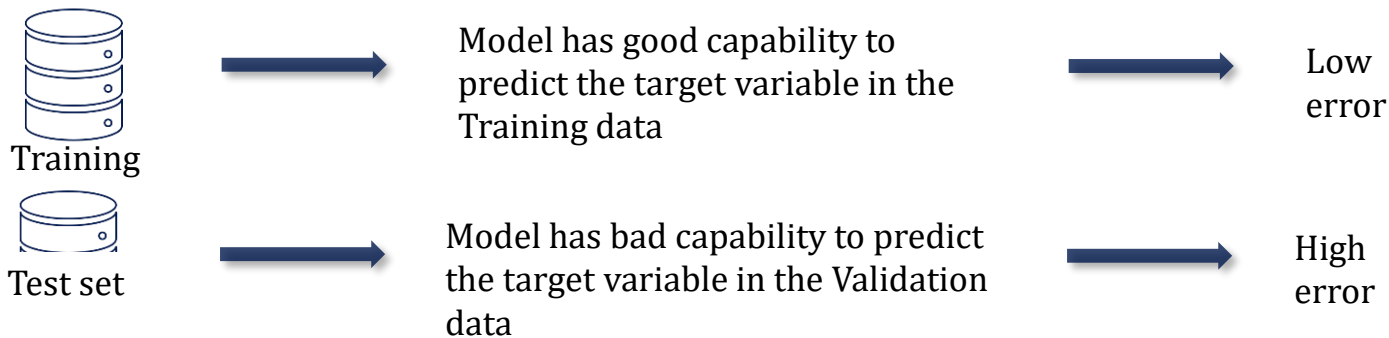 Training
Model has good capability to
predict the target variable in the
Training data
Low
error
Test set
Model has bad capability to predict
the target variable in the Validation
data
High
error